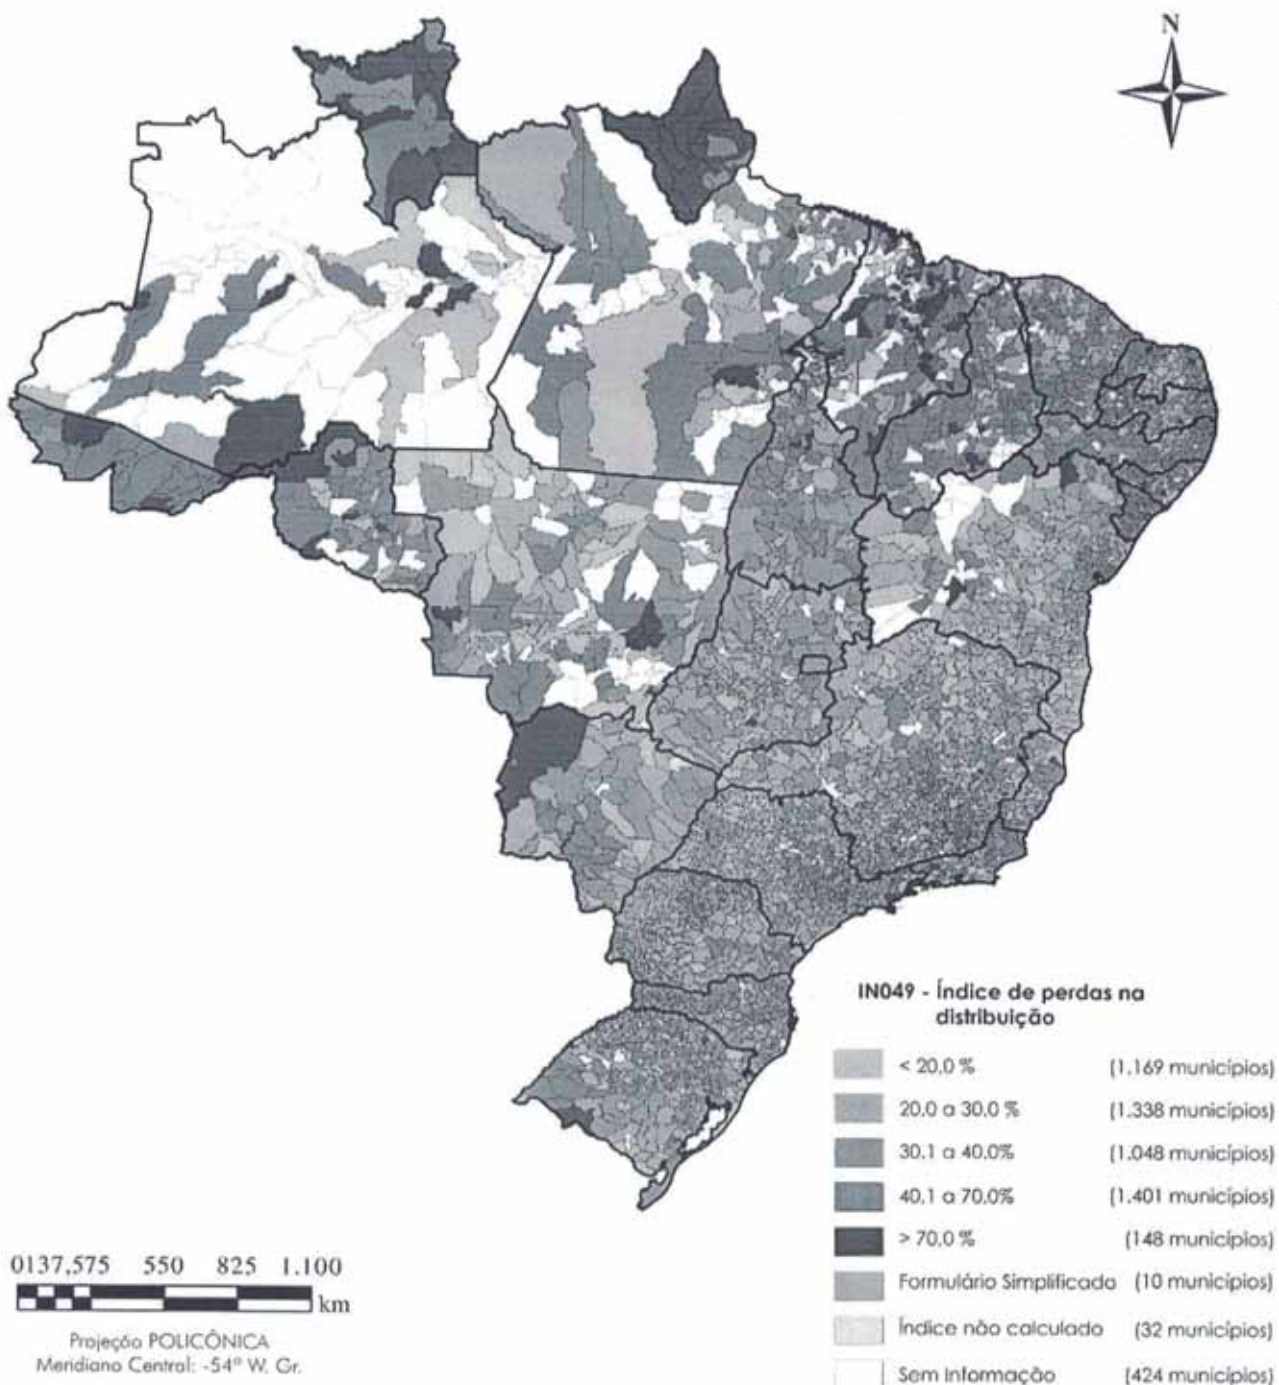 N
IN049 - Índice de perdas na
distribuição
< 20,0 % (1.169 municípios)
20,0 a 30,0 % (1.338 municípios)
30,1 a 40,0% (1.048 municípios)
40,1 a 70,0% (1.401 municípios)
> 70,0 % (148 municípios)
Formulário Simplificado (10 municípios)
Índice não calculado (32 municípios)
Sem Informação (424 municípios)
0137,575 550 825 1.100
km
Projeção POLICÔNICA
Meridiano Central: -54º W. Gr.